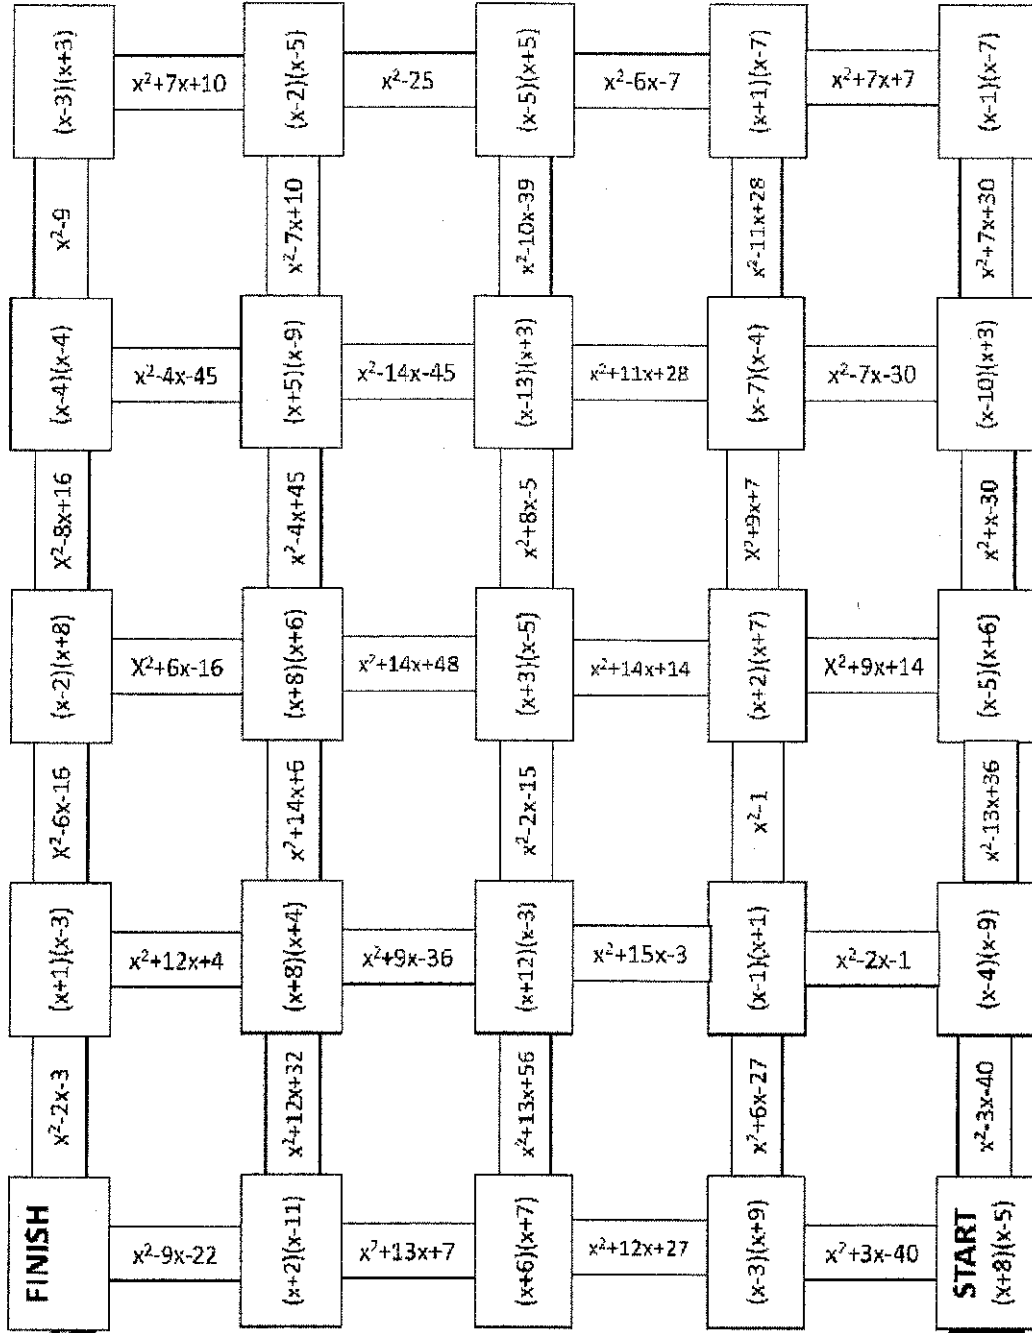 (x-3)(x+3)
x²+7x+10
(x-2)(x-5)
x²-25
(x-5)(x+5)
x²-6x-7
(x+1)(x-7)
x²+7x+7
(x-1)(x-7)
x²-9
x²-7x+10
x²-10x-39
x²-11x+28
x²+7x+30
(x-4)(x-4)
x²-4x-45
(x+5)(x-9)
x²-14x-45
(x-13)(x+3)
x²+11x+28
(x-7)(x-4)
x²-7x-30
(x-10)(x+3)
X²-8x+16
x²-4x+45
x²+8x-5
X²+9x+7
x²+x-30
(x-2)(x+8)
X²+6x-16
(x+8)(x+6)
x²+14x+48
(x+3)(x-5)
x²+14x+14
(x+2)(x+7)
X²+9x+14
(x-5)(x+6)
X²-6x-16
x²+14x+6
x²-2x-15
x²-1
x²-13x+36
(x+1)(x-3)
x²+12x+4
(x+8)(x+4)
x²+9x-36
(x+12)(x-3)
x²+15x-3
(x-1)(x+1)
x²-2x-1
(x-4)(x-9)
x²-2x-3
x²+12x+32
x²+13x+56
x²+6x-27
x²-3x-40
FINISH
x²-9x-22
(x+2)(x-11)
x²+13x+7
(x+6)(x+7)
x²+12x+27
(x-3)(x+9)
x²+3x-40
START
(x+8)(x-5)